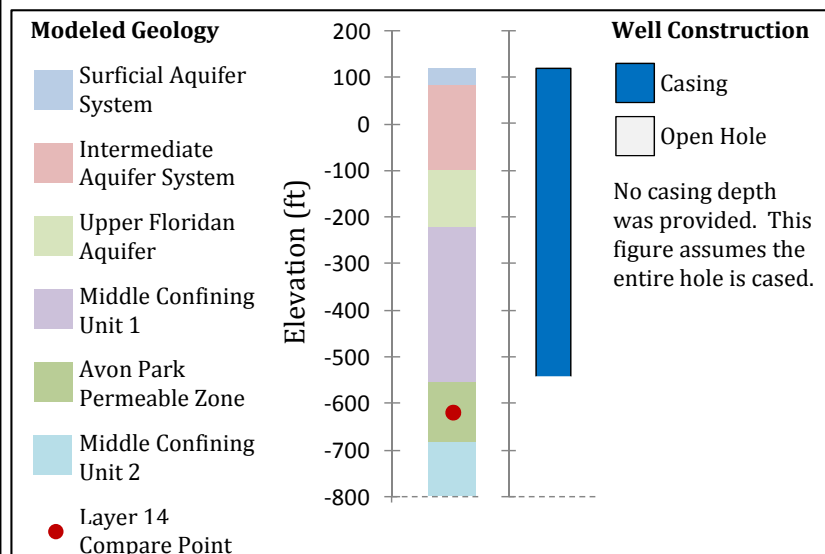 Modeled Geology
Surficial Aquifer
System
Intermediate
Aquifer System
Upper Floridan
Aquifer
Middle Confining
Unit 1
Avon Park
Permeable Zone
Middle Confining
Unit 2
Layer 14
Compare Point
Elevation (ft)
200
100
0
-100
-200
-300
-400
-500
-600
-700
-800
Well Construction
Casing
Open Hole
No casing depth
was provided.  This
figure assumes the
entire hole is cased.